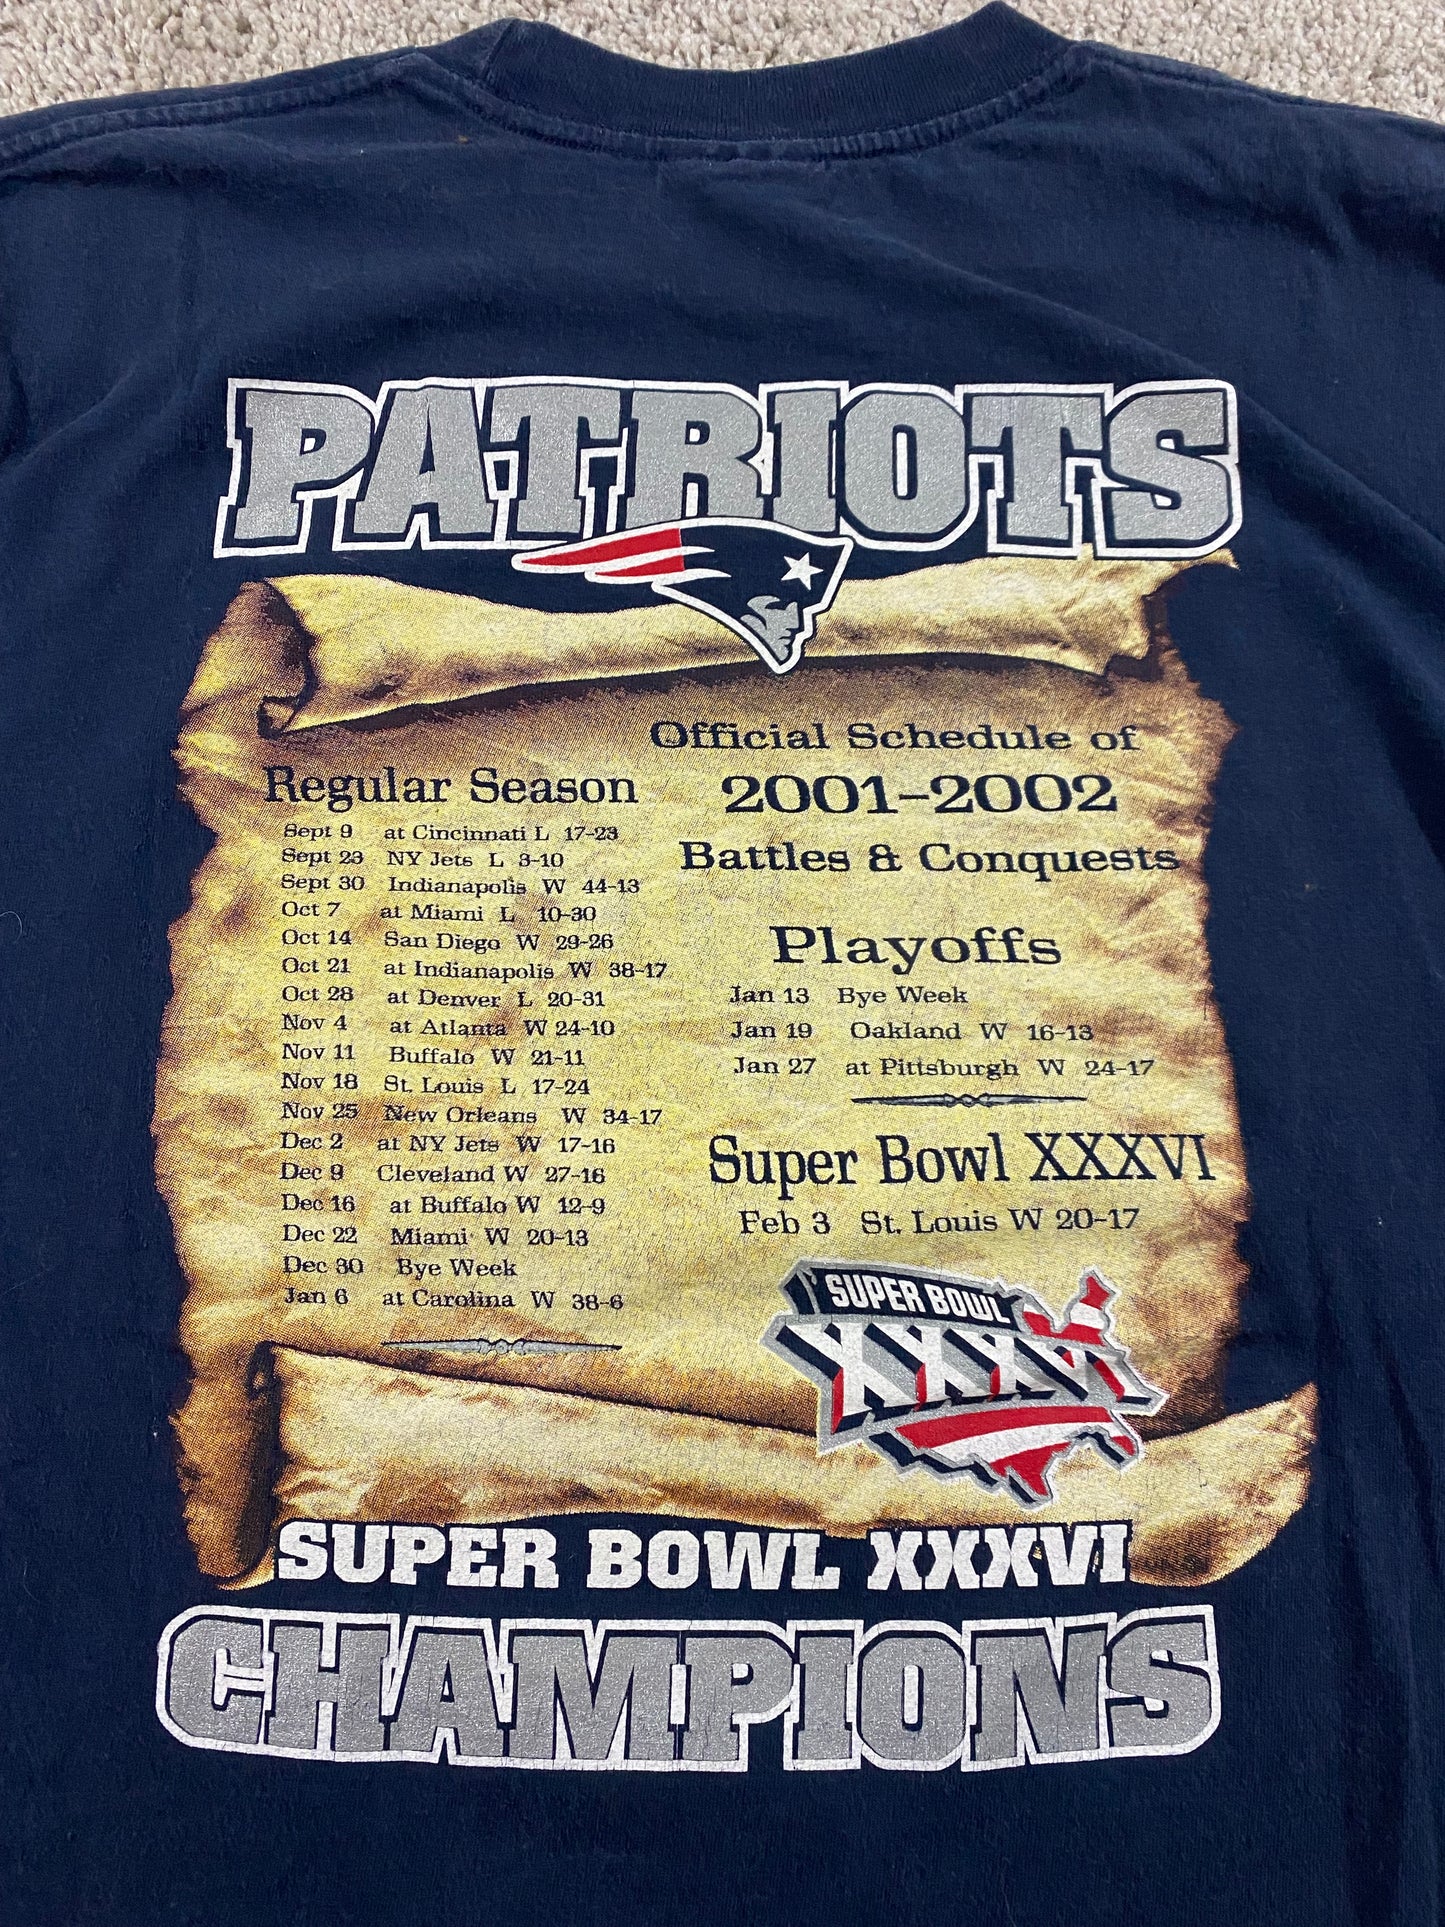 PATRIOTS
Official Schedule of
2001-2002
Battles & Conquests
Regular Season
Sept 9 at Cincinnati L 17-23
Sept 23 NY Jets L 3-10
Sept 30 Indianapolis W 44-13
Oct 7 at Miami L 10-30
Oct 14 San Diego W 29-26
Oct 21 at Indianapolis W 38-17
Oct 28 at Denver L 20-31
Nov 4 at Atlanta W 24-10
Nov 11 Buffalo W 21-11
Nov 18 St. Louis L 17-24
Nov 25 New Orleans W 34-17
Dec 2 at NY Jets W 17-16
Dec 9 Cleveland W 27-16
Dec 16 at Buffalo W 12-9
Dec 22 Miami W 20-13
Dec 30 Bye Week
Jan 6 at Carolina W 38-6
Playoffs
Jan 13 Bye Week
Jan 19 Oakland W 16-13
Jan 27 at Pittsburgh W 24-17
Super Bowl XXXVI
Feb 3 St. Louis W 20-17
SUPER BOWL
XXXVI
SUPER BOWL XXXVI
CHAMPIONS